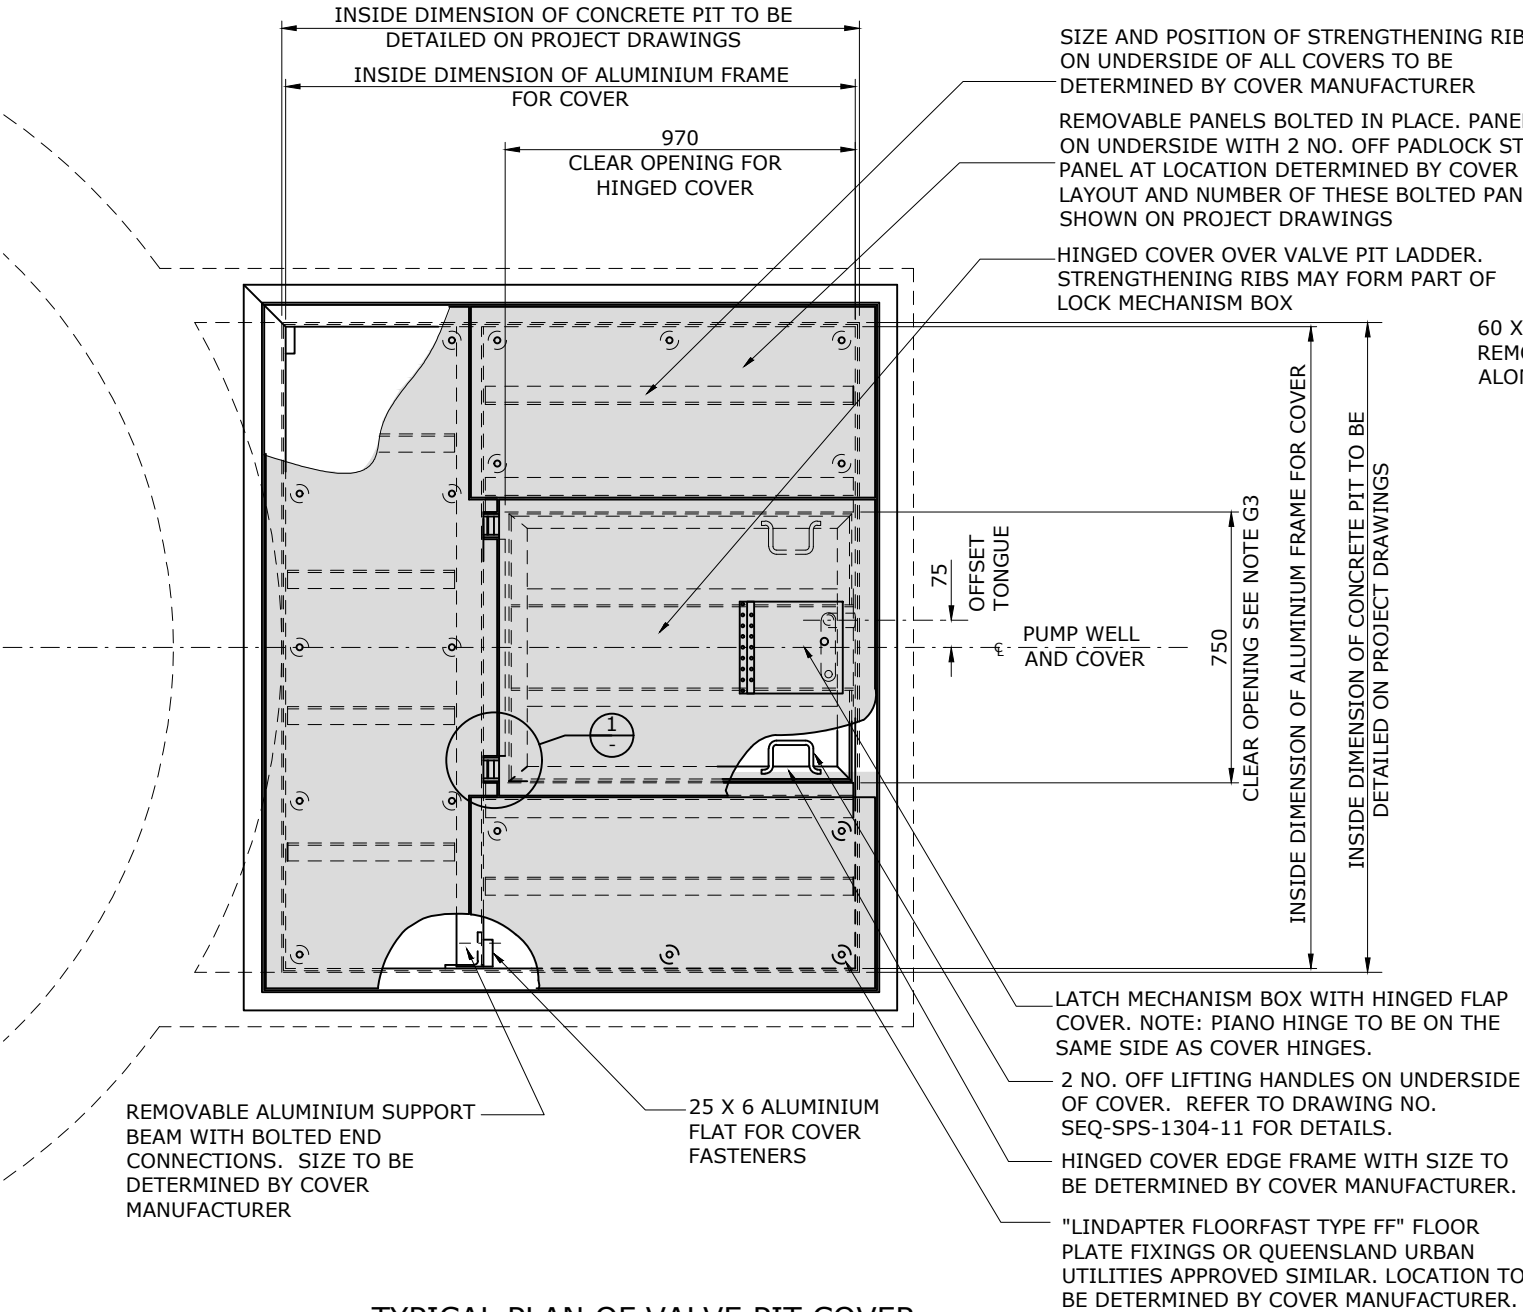 INSIDE DIMENSION OF CONCRETE PIT TO BE
DETAILED ON PROJECT DRAWINGS
INSIDE DIMENSION OF ALUMINIUM FRAME
FOR COVER
970
CLEAR OPENING FOR
HINGED COVER
SIZE AND POSITION OF STRENGTHENING RIB
ON UNDERSIDE OF ALL COVERS TO BE
DETERMINED BY COVER MANUFACTURER
REMOVABLE PANELS BOLTED IN PLACE. PANE
ON UNDERSIDE WITH 2 NO. OFF PADLOCK ST
PANEL AT LOCATION DETERMINED BY COVER
LAYOUT AND NUMBER OF THESE BOLTED PAN
SHOWN ON PROJECT DRAWINGS
HINGED COVER OVER VALVE PIT LADDER.
STRENGTHENING RIBS MAY FORM PART OF
LOCK MECHANISM BOX
60 X
REMO
ALON
75
OFFSET
TONGUE
℄
PUMP WELL
AND COVER
750
CLEAR OPENING SEE NOTE G3
INSIDE DIMENSION OF ALUMINIUM FRAME FOR COVER
INSIDE DIMENSION OF CONCRETE PIT TO BE
DETAILED ON PROJECT DRAWINGS
1
-
LATCH MECHANISM BOX WITH HINGED FLAP
COVER. NOTE: PIANO HINGE TO BE ON THE
SAME SIDE AS COVER HINGES.
2 NO. OFF LIFTING HANDLES ON UNDERSIDE
OF COVER. REFER TO DRAWING NO.
SEQ-SPS-1304-11 FOR DETAILS.
HINGED COVER EDGE FRAME WITH SIZE TO
BE DETERMINED BY COVER MANUFACTURER.
"LINDAPTER FLOORFAST TYPE FF" FLOOR
PLATE FIXINGS OR QUEENSLAND URBAN
UTILITIES APPROVED SIMILAR. LOCATION TO
BE DETERMINED BY COVER MANUFACTURER.
REMOVABLE ALUMINIUM SUPPORT
BEAM WITH BOLTED END
CONNECTIONS. SIZE TO BE
DETERMINED BY COVER
MANUFACTURER
25 X 6 ALUMINIUM
FLAT FOR COVER
FASTENERS
TYPICAL PLAN OF VALVE PIT COVER